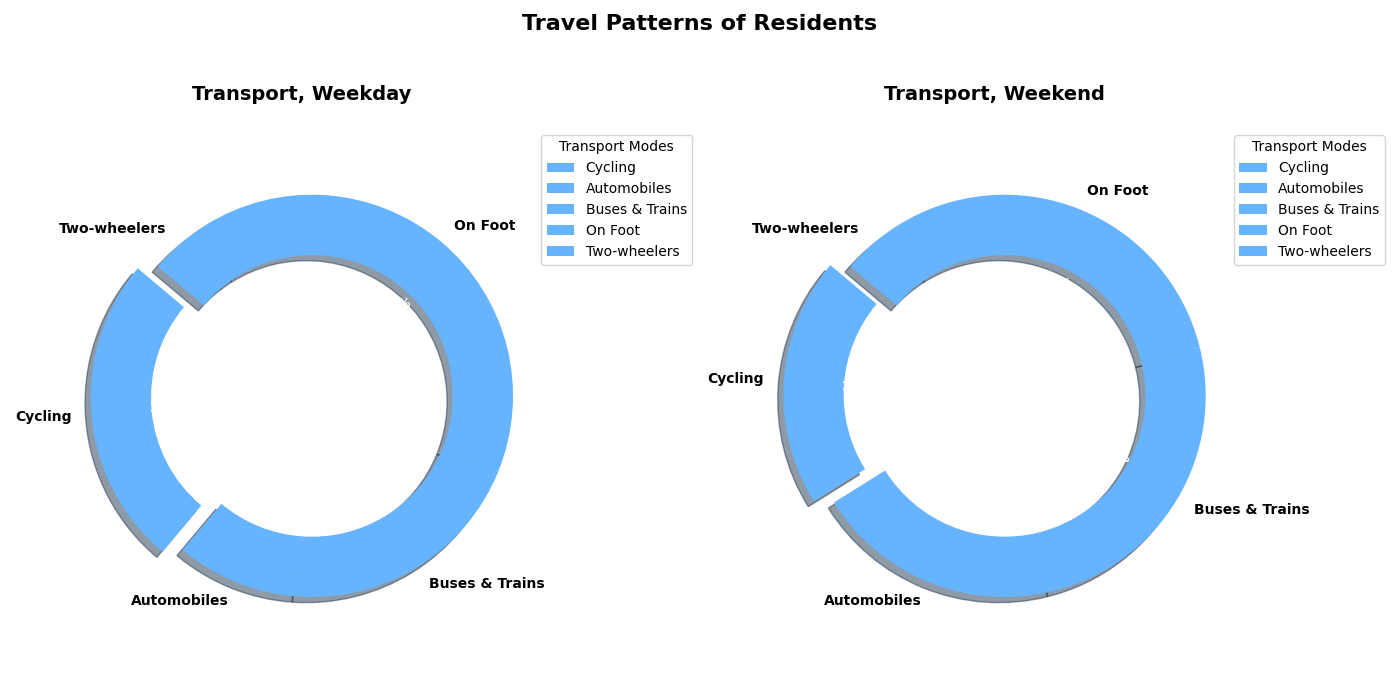 Travel Patterns of Residents
Transport, Weekday
Transport Modes
Cycling
Automobiles
Buses & Trains
On Foot
Two-wheelers
On Foot
Two-wheelers
Cycling
Automobiles
Buses & Trains
Transport, Weekend
Transport Modes
Cycling
Automobiles
Buses & Trains
On Foot
Two-wheelers
On Foot
Two-wheelers
Cycling
Buses & Trains
Automobiles